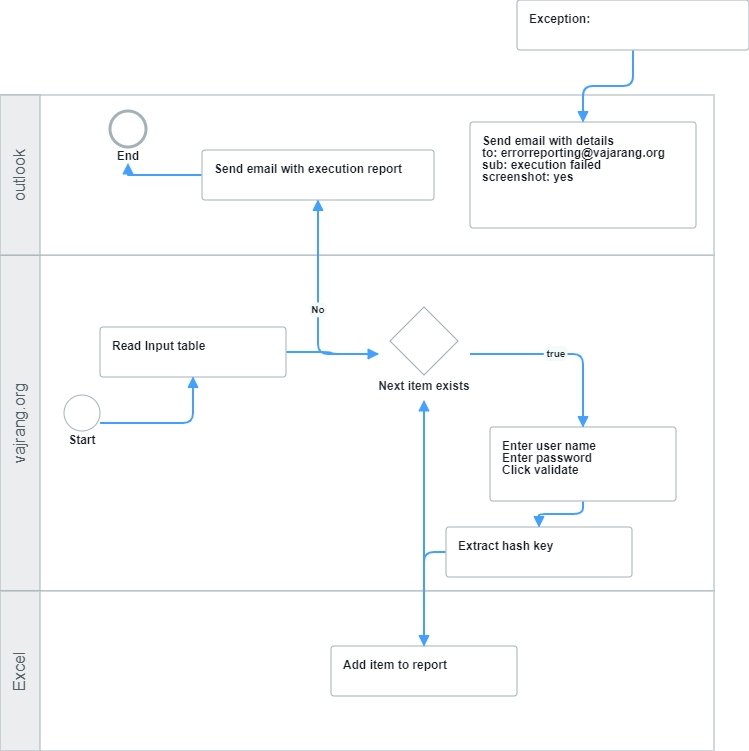 Exception:
outlook
End
Send email with execution report
Send email with details
to: errorreporting@vajarang.org
sub: execution failed
screenshot: yes
vajrang.org
No
Read Input table
Next item exists
true
Start
Enter user name
Enter password
Click validate
Extract hash key
Excel
Add item to report